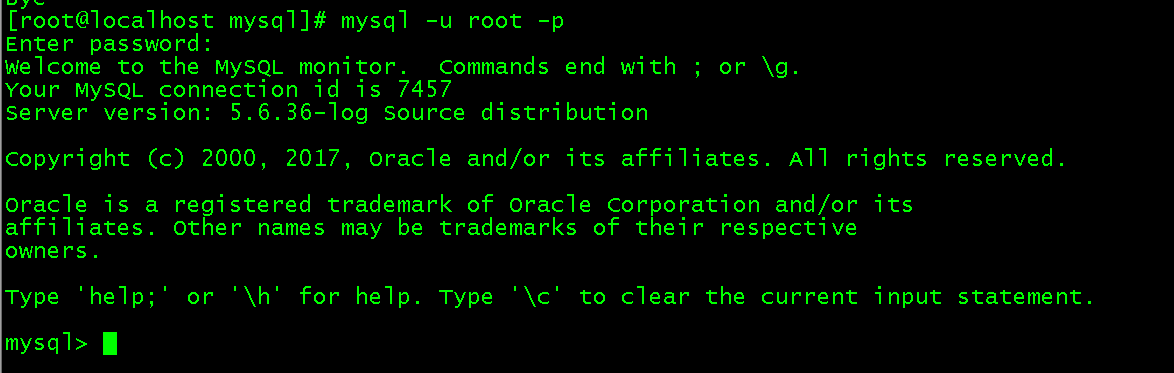 Bye
[root@localhost mysql]# mysql -u root -p
Enter password:
Welcome to the MySQL monitor.  Commands end with ; or \g.
Your MySQL connection id is 7457
Server version: 5.6.36-log Source distribution
Copyright (c) 2000, 2017, Oracle and/or its affiliates. All rights reserved.
Oracle is a registered trademark of Oracle Corporation and/or its
affiliates. Other names may be trademarks of their respective
owners.
Type 'help;' or '\h' for help. Type '\c' to clear the current input statement.
mysql>